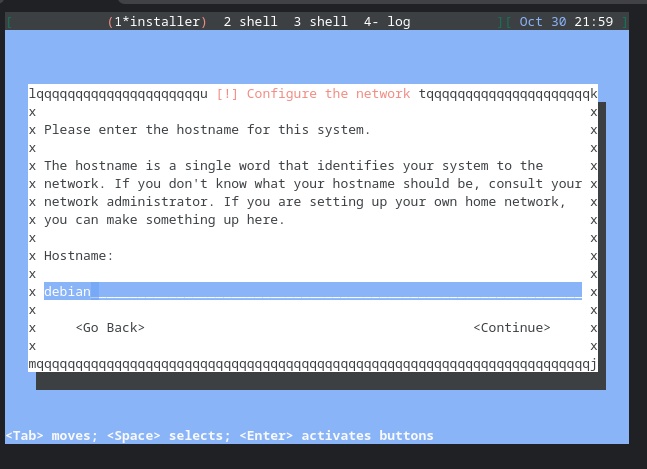 [ (1*installer) 2 shell 3 shell 4- log ][ Oct 30 21:59 ]
lqqqqqqqqqqqqqqqqqqqqqu [!] Configure the network tqqqqqqqqqqqqqqqqqqqqqqk
x x
x Please enter the hostname for this system. x
x x
x The hostname is a single word that identifies your system to the x
x network. If you don't know what your hostname should be, consult your x
x network administrator. If you are setting up your own home network, x
x you can make something up here. x
x x
x Hostname: x
x x
x debian______________________________________________________________ x
x x
x <Go Back> <Continue> x
x x
mqqqqqqqqqqqqqqqqqqqqqqqqqqqqqqqqqqqqqqqqqqqqqqqqqqqqqqqqqqqqqqqqqqqqqqqj
<Tab> moves; <Space> selects; <Enter> activates buttons